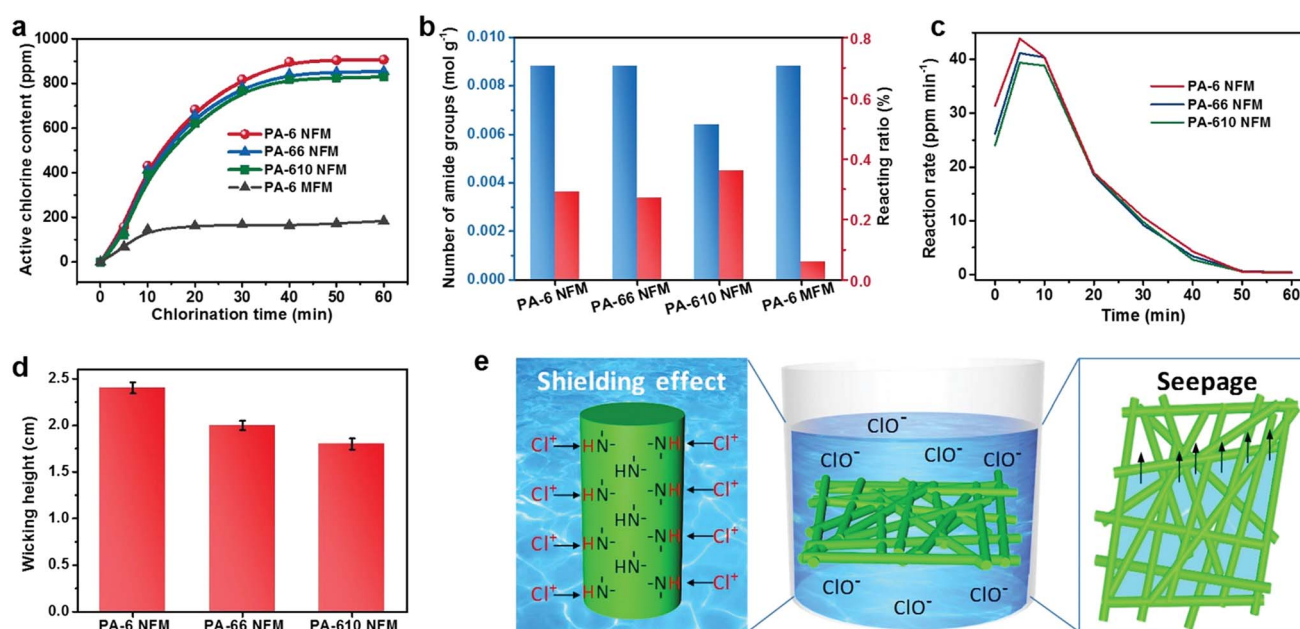 a
Active chlorine content (ppm)
1000
800
600
400
200
0
PA-6 NFM
PA-66 NFM
PA-610 NFM
PA-6 MFM
0 10 20 30 40 50 60
Chlorination time (min)
b
Number of amide groups (mol g⁻¹)
0.010
0.008
0.006
0.004
0.002
0.000
0.8
0.6
0.4
0.2
0.0
Reacting ratio (%)
PA-6 NFM PA-66 NFM PA-610 NFM PA-6 MFM
c
Reaction rate (ppm min⁻¹)
40
30
20
10
0
PA-6 NFM
PA-66 NFM
PA-610 NFM
0 10 20 30 40 50 60
Time (min)
d
Wicking height (cm)
2.5
2.0
1.5
1.0
0.5
0.0
PA-6 NFM PA-66 NFM PA-610 NFM
e
Shielding effect
Cl⁺ HN- -NH Cl⁺
HN-
Cl⁺ HN- -NH Cl⁺
HN-
Cl⁺ HN- -NH Cl⁺
HN-
Cl⁺ HN- -NH Cl⁺
ClO⁻
ClO⁻ ClO⁻ ClO⁻
ClO⁻
ClO⁻ ClO⁻
Seepage